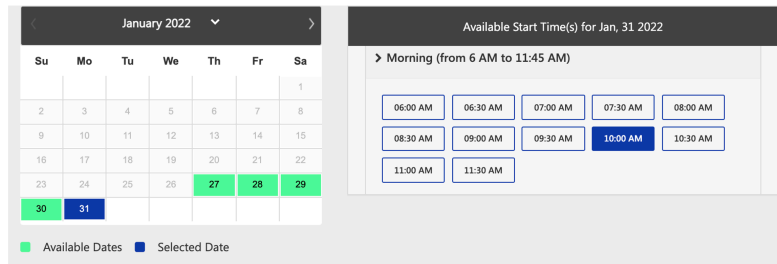 January 2022
Su Mo Tu We Th Fr Sa
1
2 3 4 5 6 7 8
9 10 11 12 13 14 15
16 17 18 19 20 21 22
23 24 25 26 27 28 29
30 31
Available Dates Selected Date
Available Start Time(s) for Jan, 31 2022
Morning (from 6 AM to 11:45 AM)
06:00 AM 06:30 AM 07:00 AM 07:30 AM 08:00 AM
08:30 AM 09:00 AM 09:30 AM 10:00 AM 10:30 AM
11:00 AM 11:30 AM